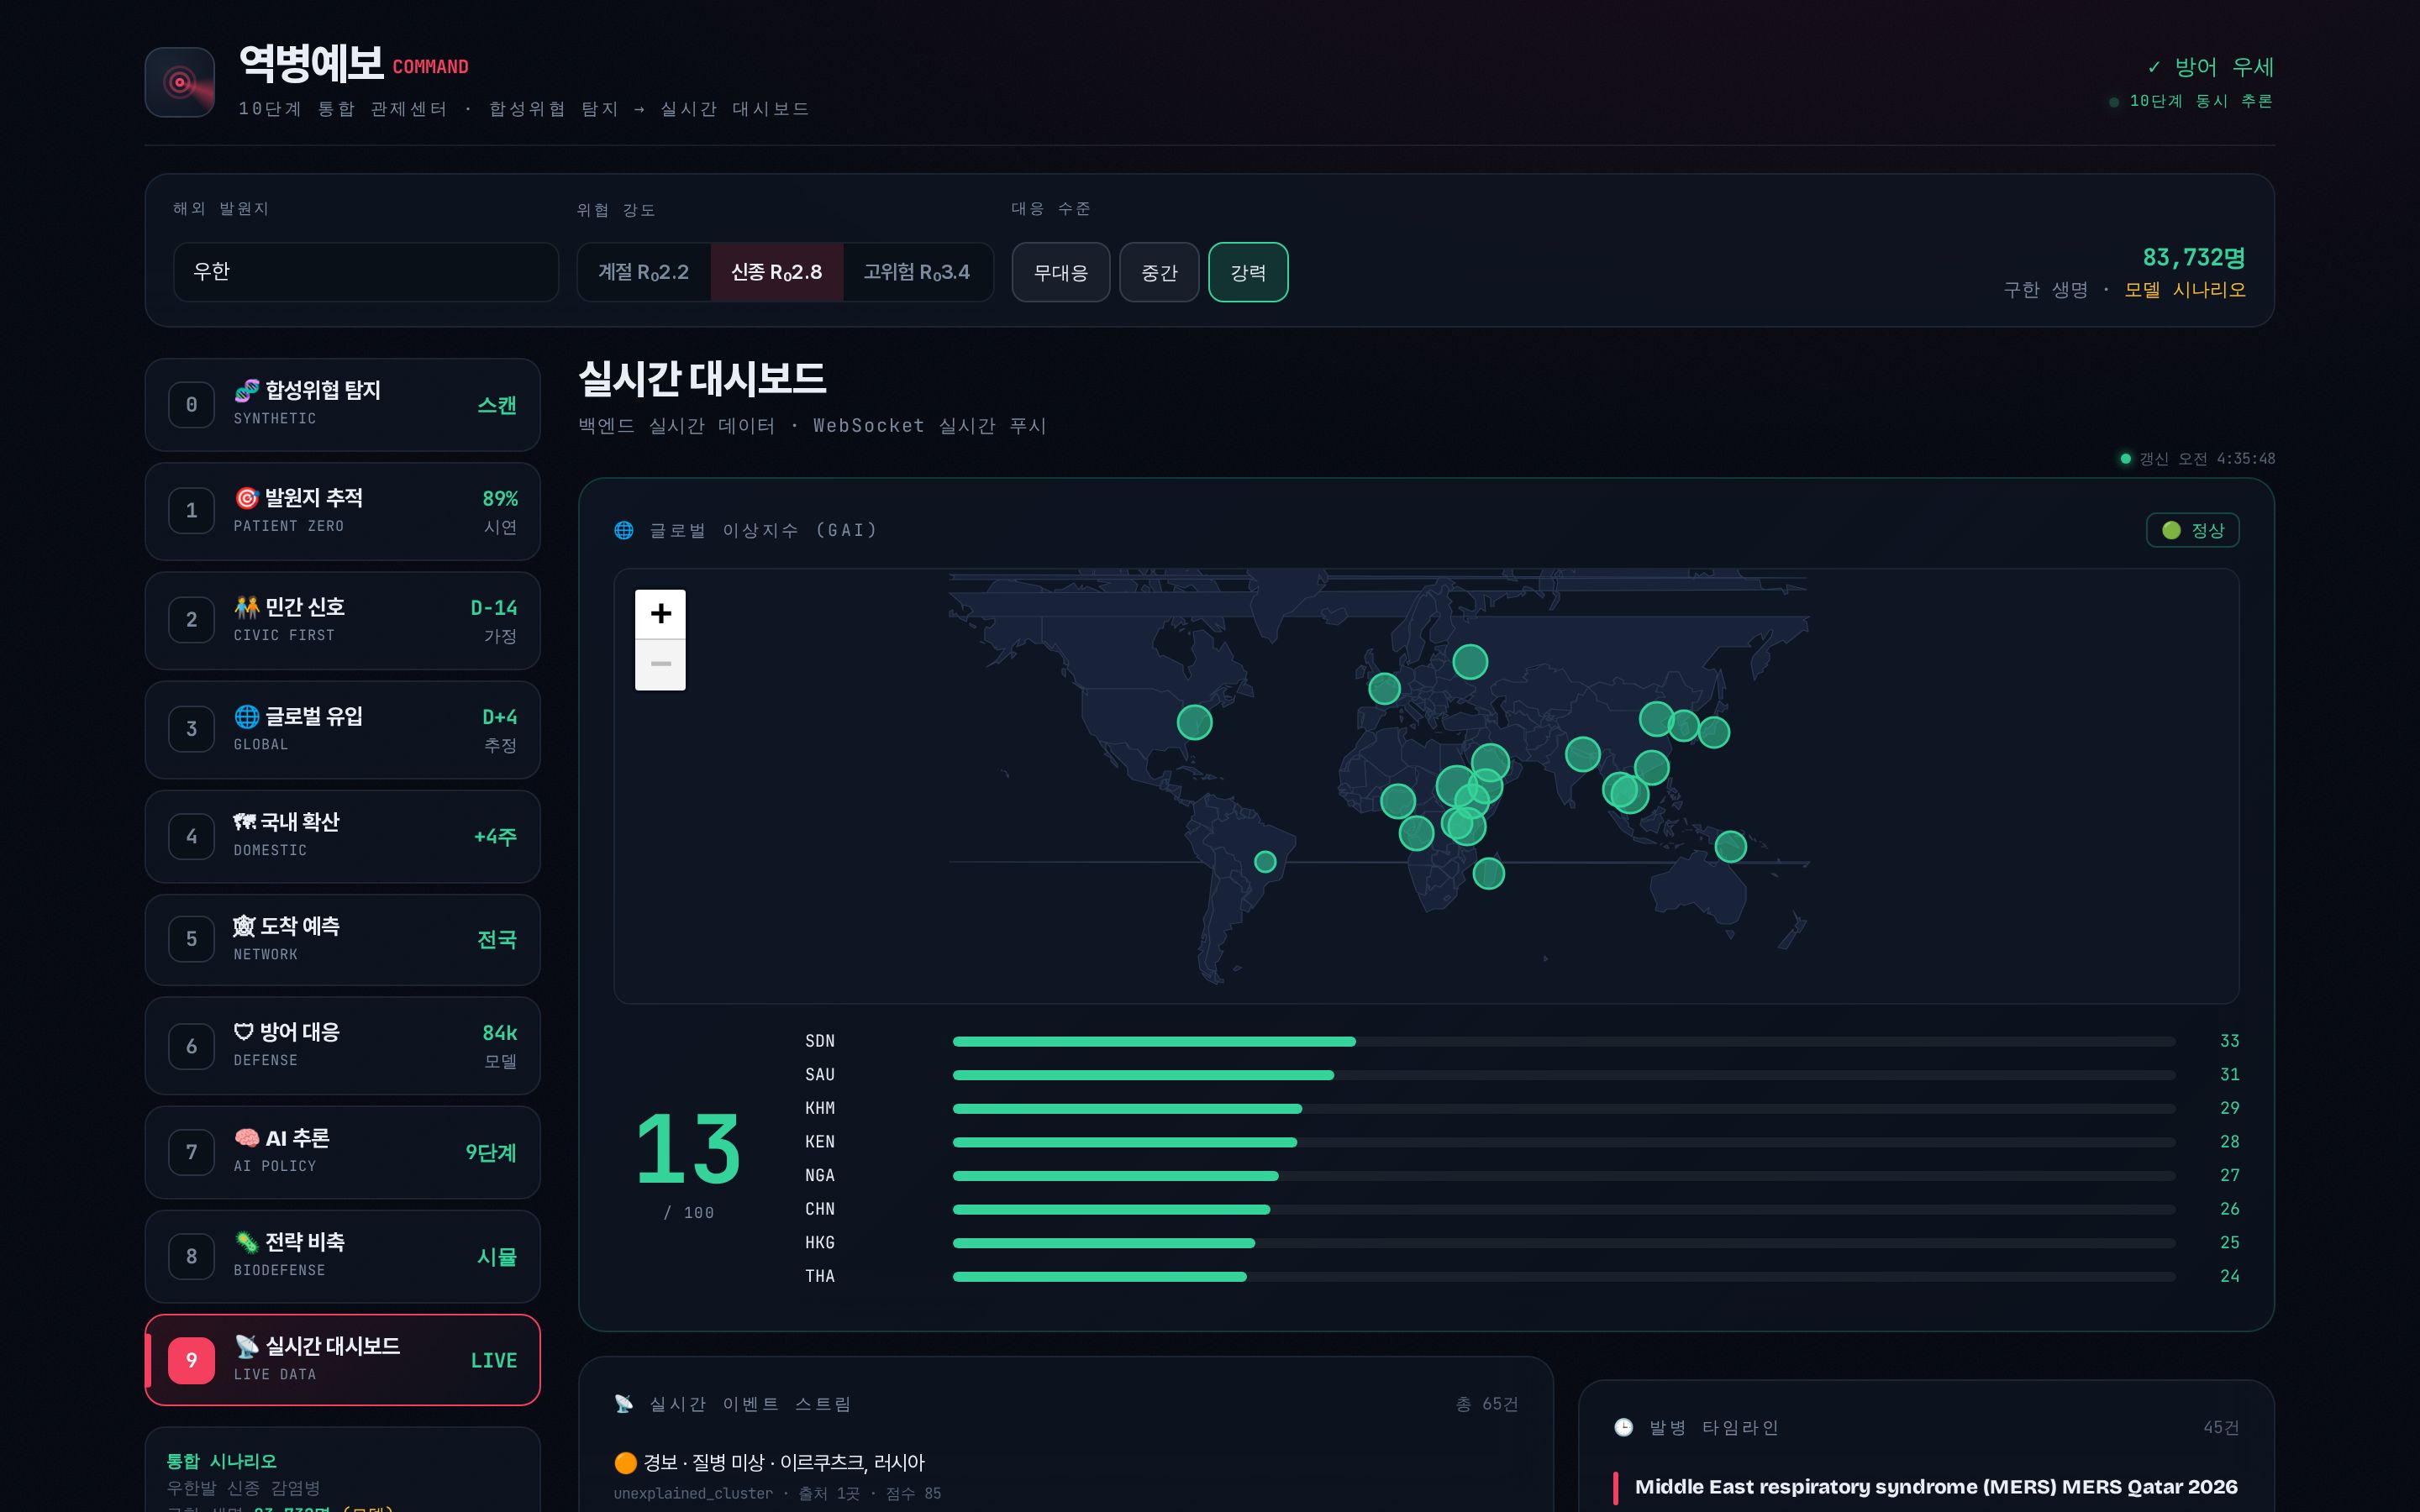 역병예보 COMMAND
10단계 통합 관제센터 · 합성위협 탐지 → 실시간 대시보드
✓ 방어 우세
10단계 동시 추론
해외 발원지
우한
위협 강도
계절 R₀2.2 신종 R₀2.8 고위험 R₀3.4
대응 수준
무대응 중간 강력
83,732명
구한 생명 · 모델 시나리오
0 합성위협 탐지 스캔
SYNTHETIC
1 발원지 추적 89%
PATIENT ZERO 시연
2 민간 신호 D-14
CIVIC FIRST 가정
3 글로벌 유입 D+4
GLOBAL 추정
4 국내 확산 +4주
DOMESTIC
5 도착 예측 전국
NETWORK
6 방어 대응 84k
DEFENSE 모델
7 AI 추론 9단계
AI POLICY
8 전략 비축 시뮬
BIODEFENSE
9 실시간 대시보드 LIVE
LIVE DATA
통합 시나리오
우한발 신종 감염병
구한 생명 83,732명 (모델)
실시간 대시보드
백엔드 실시간 데이터 · WebSocket 실시간 푸시
갱신 오전 4:35:48
글로벌 이상지수 (GAI)
정상
+
−
13
/ 100
SDN 33
SAU 31
KHM 29
KEN 28
NGA 27
CHN 26
HKG 25
THA 24
실시간 이벤트 스트림 총 65건
경보 · 질병 미상 · 이르쿠츠크, 러시아
unexplained_cluster · 출처 1곳 · 점수 85
발병 타임라인 45건
Middle East respiratory syndrome (MERS) MERS Qatar 2026